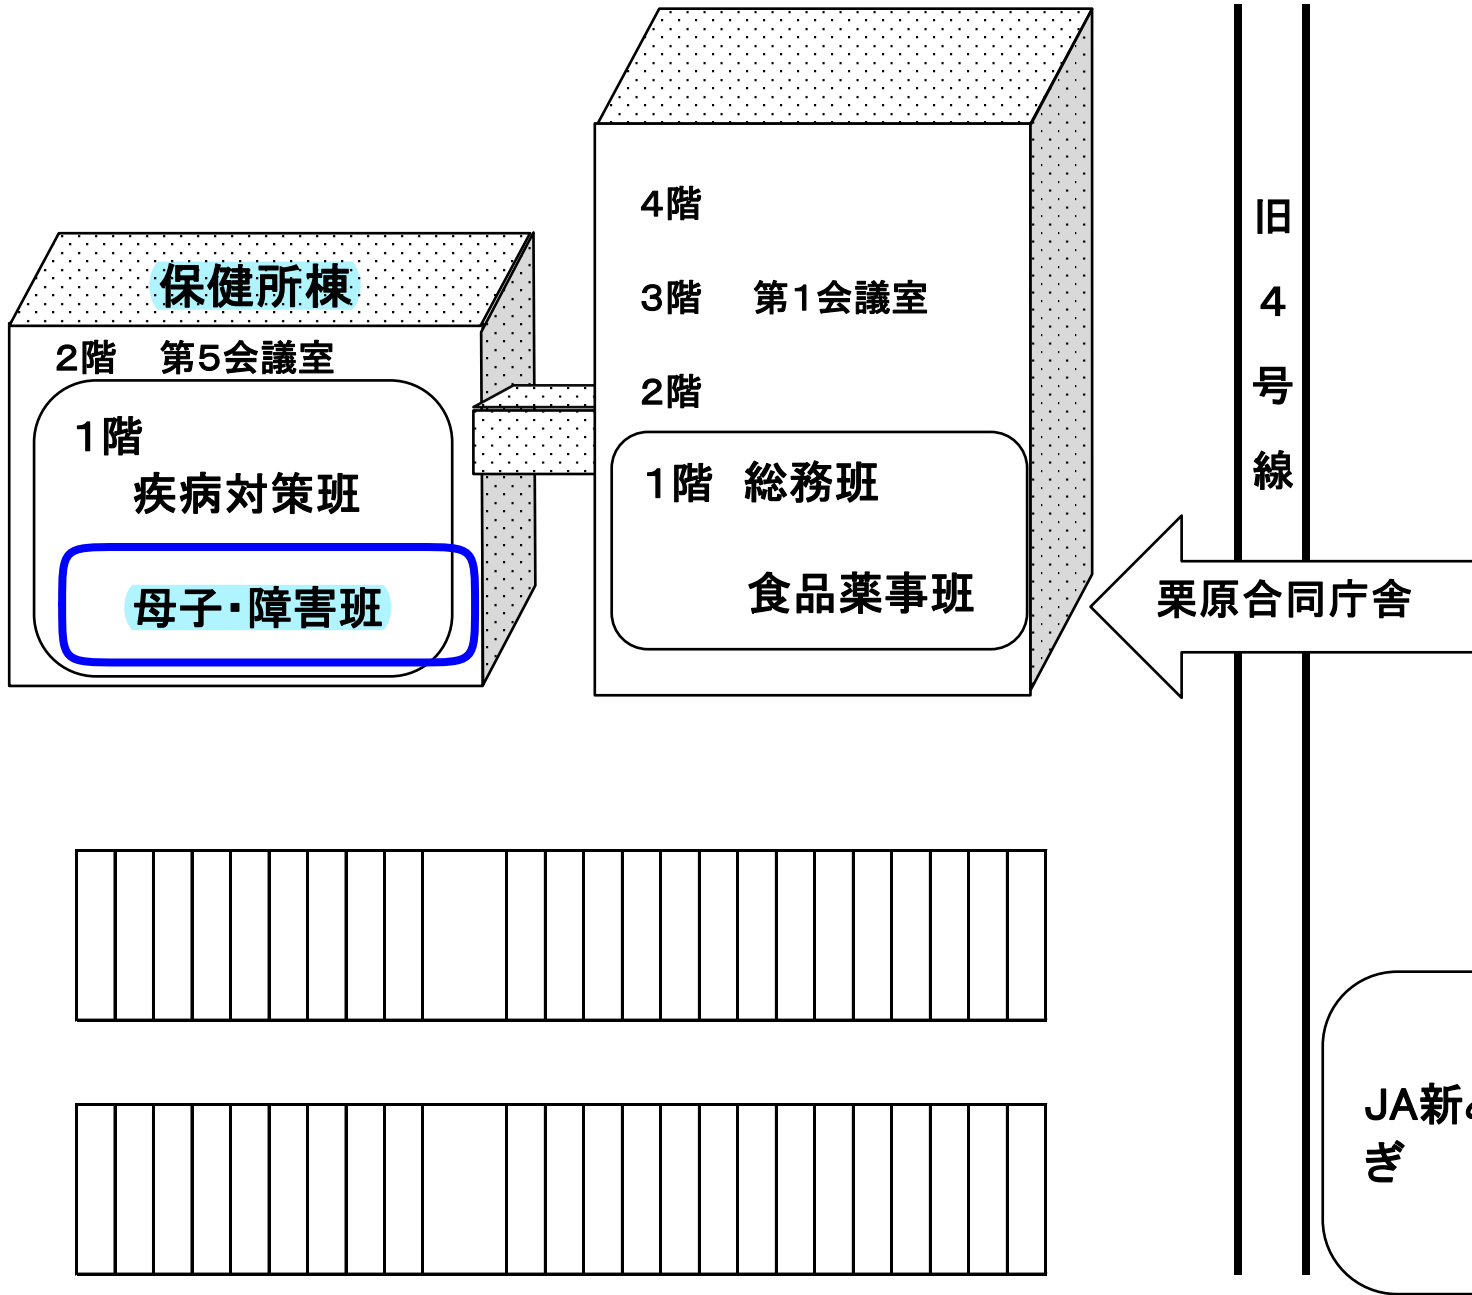 保健所棟
2階 第5会議室
1階
疾病対策班
母子・障害班
4階
3階 第1会議室
2階
1階 総務班
食品薬事班
旧4号線
栗原合同庁舎
JA新
ぎ